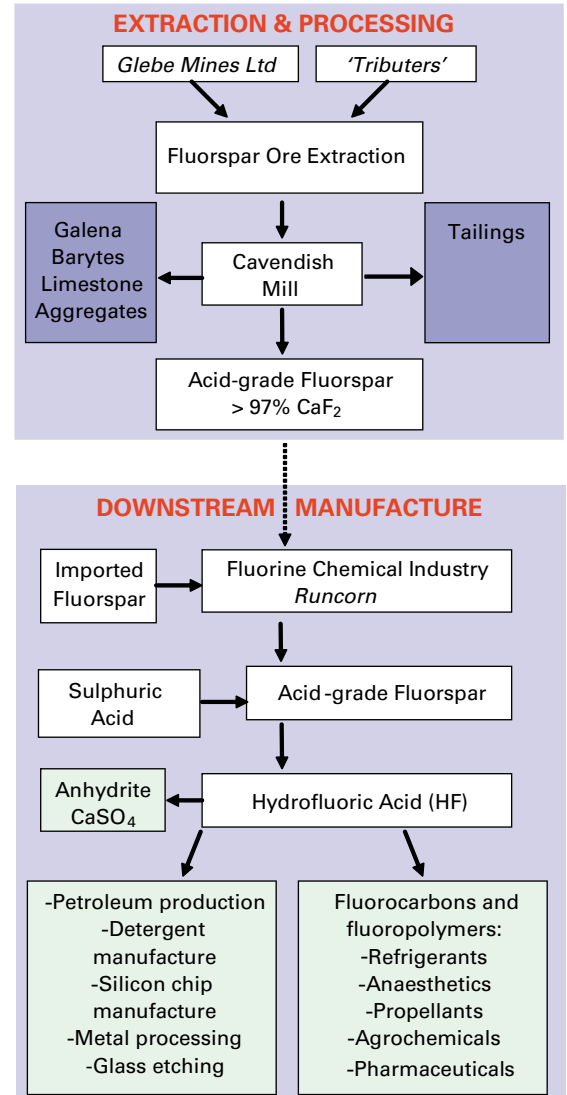 EXTRACTION & PROCESSING
Glebe Mines Ltd
'Tributers'
Fluorspar Ore Extraction
Galena
Barytes
Limestone
Aggregates
Cavendish
Mill
Tailings
Acid-grade Fluorspar
> 97% CaF₂
DOWNSTREAM MANUFACTURE
Imported
Fluorspar
Fluorine Chemical Industry
Runcorn
Sulphuric
Acid
Acid-grade Fluorspar
Anhydrite
CaSO₄
Hydrofluoric Acid (HF)
-Petroleum production
-Detergent
manufacture
-Silicon chip
manufacture
-Metal processing
-Glass etching
Fluorocarbons and
fluoropolymers:
-Refrigerants
-Anaesthetics
-Propellants
-Agrochemicals
-Pharmaceuticals